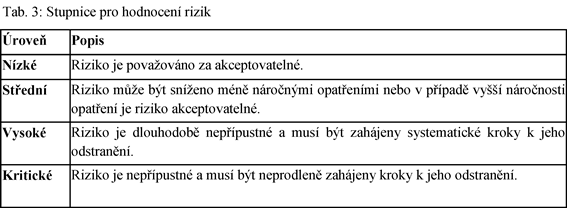 Tab. 3: Stupnice pro hodnocení rizik
Úroveň Popis
Nízké Riziko je považováno za akceptovatelné.
Střední Riziko může být sníženo méně náročnými opatřeními nebo v případě vyšší náročnosti
opatření je riziko akceptovatelné.
Vysoké Riziko je dlouhodobě nepřípustné a musí být zahájeny systematické kroky k jeho
odstranění.
Kritické Riziko je nepřípustné a musí být neprodleně zahájeny kroky k jeho odstranění.